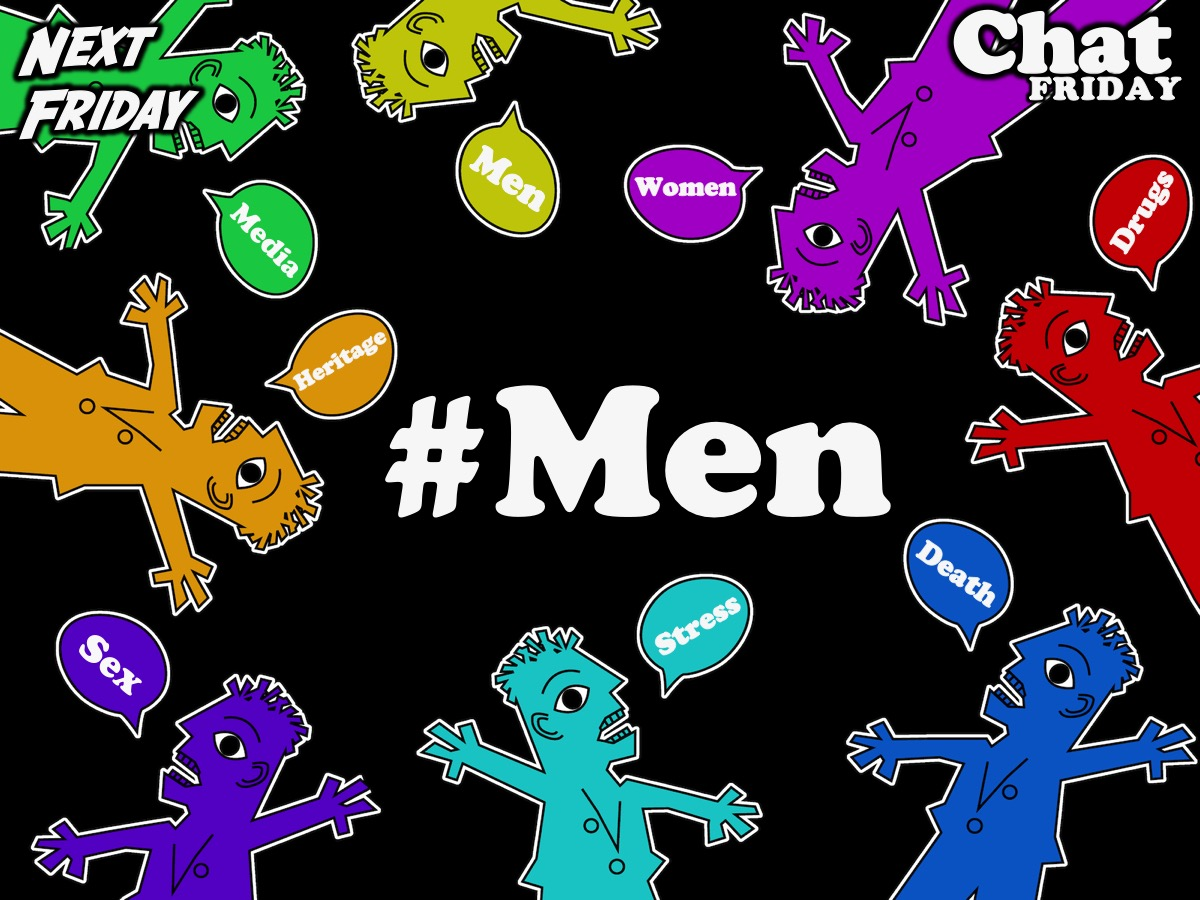 Next
Friday
Chat
FRIDAY
Men
Women
Drugs
Media
Heritage
#Men
Death
Stress
Sex